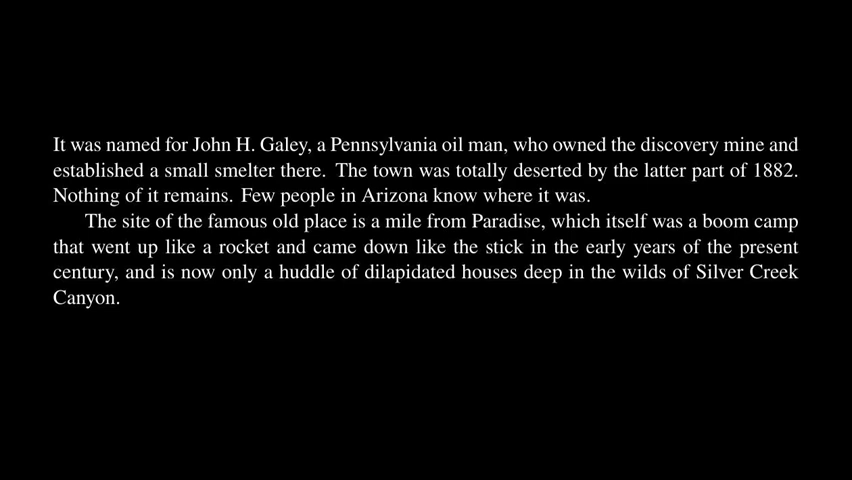 It was named for John H. Galey, a Pennsylvania oil man, who owned the discovery mine and
established a small smelter there. The town was totally deserted by the latter part of 1882.
Nothing of it remains. Few people in Arizona know where it was.
The site of the famous old place is a mile from Paradise, which itself was a boom camp
that went up like a rocket and came down like the stick in the early years of the present
century, and is now only a huddle of dilapidated houses deep in the wilds of Silver Creek
Canyon.